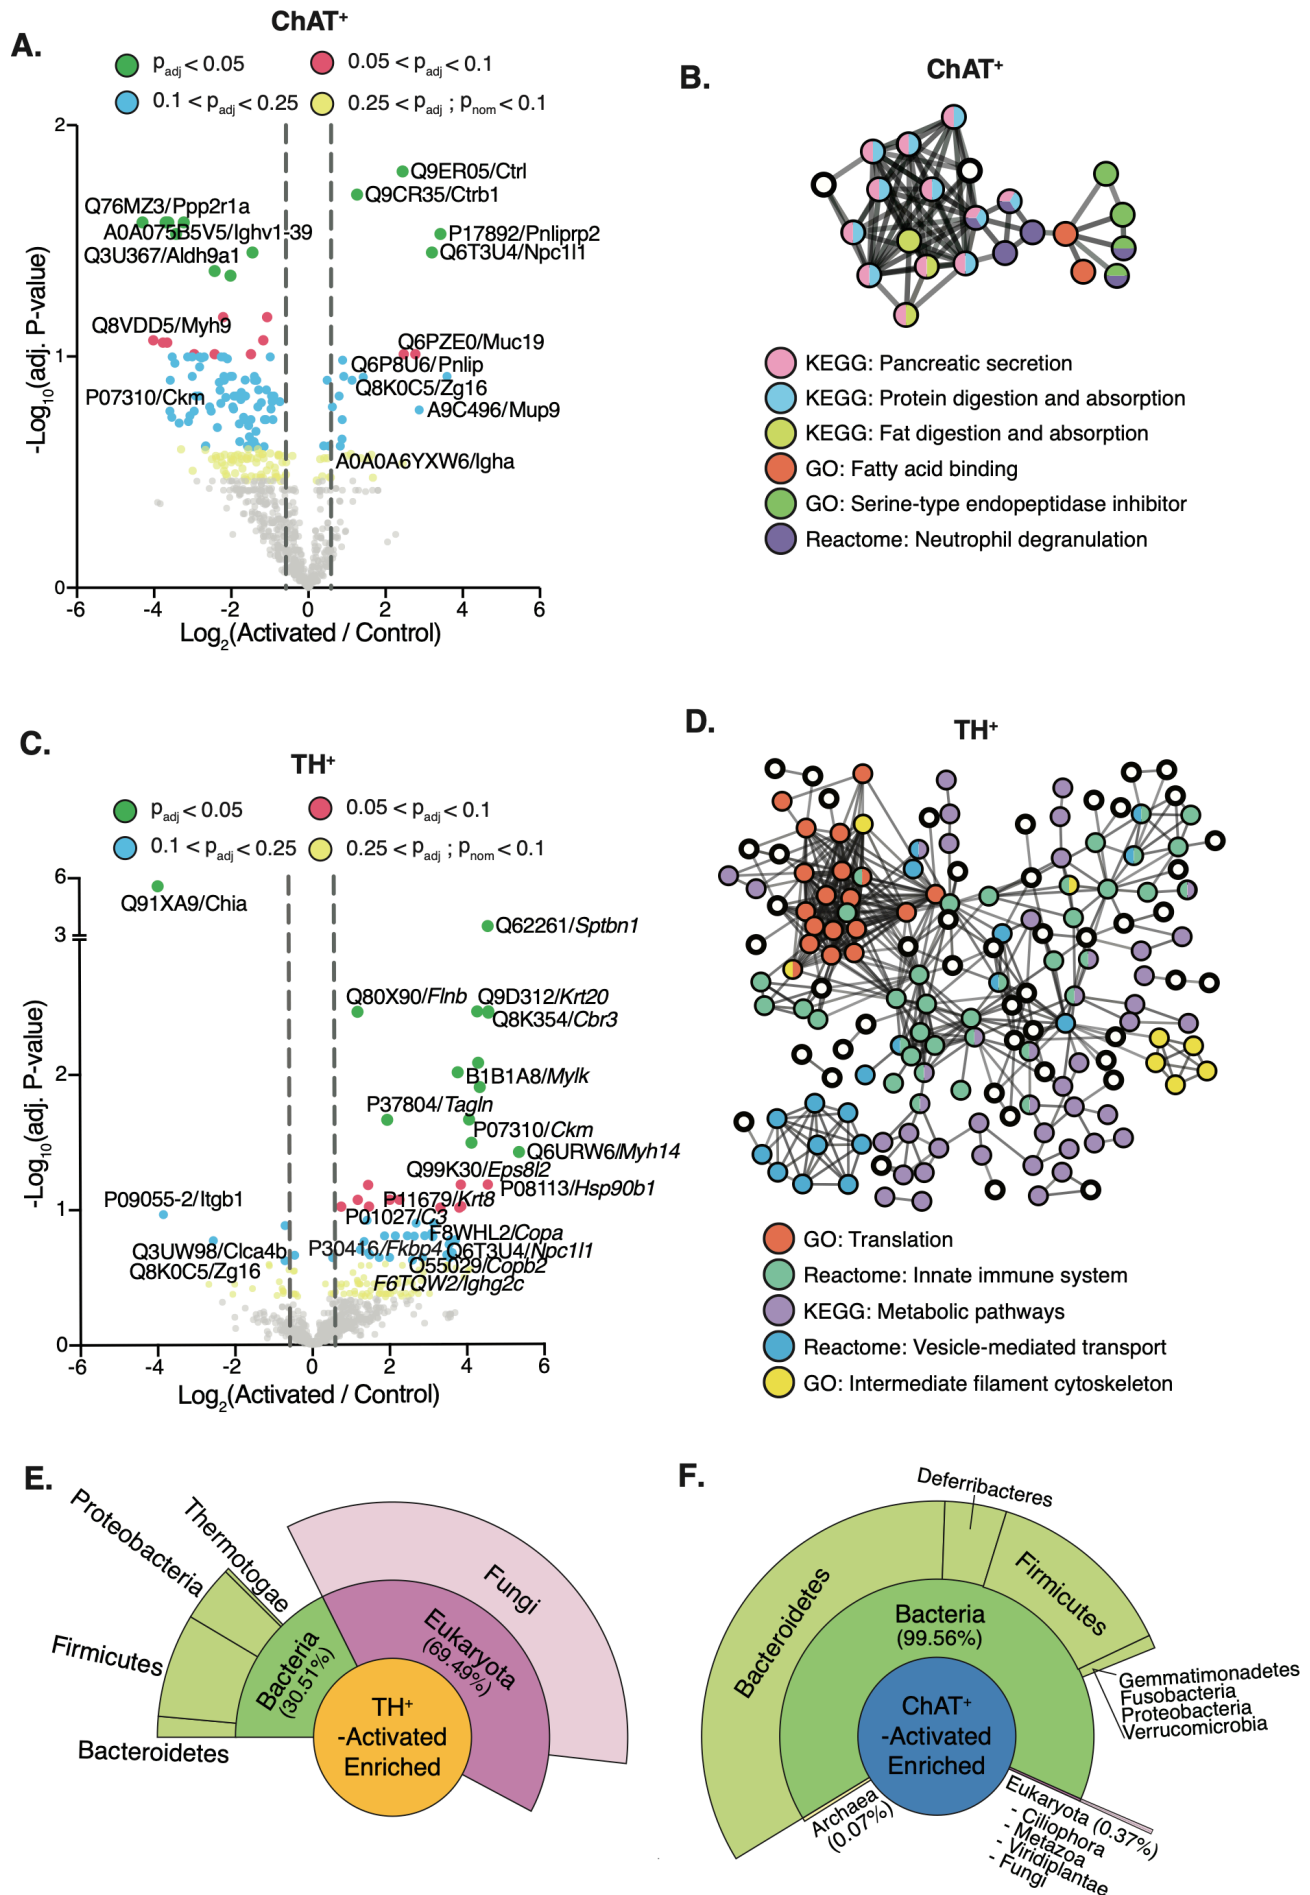 A.
ChAT+
padj < 0.05
0.05 < padj < 0.1
0.1 < padj < 0.25
0.25 < padj ; pnom < 0.1
2
1
0
-Log10(adj. P-value)
Q9ER05/Ctrl
Q9CR35/Ctrb1
Q76MZ3/Ppp2r1a
A0A075B5V5/Ighv1-39
Q3U367/Aldh9a1
P17892/Pnliprp2
Q6T3U4/Npc1l1
Q8VDD5/Myh9
Q6PZE0/Muc19
Q6P8U6/Pnlip
Q8K0C5/Zg16
P07310/Ckm
A9C496/Mup9
A0A0A6YXW6/Igha
-6 -4 -2 0 2 4 6
Log2(Activated / Control)
B.
ChAT+
KEGG: Pancreatic secretion
KEGG: Protein digestion and absorption
KEGG: Fat digestion and absorption
GO: Fatty acid binding
GO: Serine-type endopeptidase inhibitor
Reactome: Neutrophil degranulation
C.
TH+
padj < 0.05
0.05 < padj < 0.1
0.1 < padj < 0.25
0.25 < padj ; pnom < 0.1
6
3
2
1
0
-Log10(adj. P-value)
Q91XA9/Chia
Q62261/Sptbn1
Q80X90/Flnb
Q9D312/Krt20
Q8K354/Cbr3
B1B1A8/Mylk
P37804/Tagln
P07310/Ckm
Q6URW6/Myh14
Q99K30/Eps8l2
P08113/Hsp90b1
P09055-2/Itgb1
P11679/Krt8
P01027/C3
F8WHL2/Copa
Q3UW98/Clca4b
P30416/Fkbp4
Q6T3U4/Npc1l1
Q8K0C5/Zg16
O55029/Copb2
F6TQW2/Ighg2c
-6 -4 -2 0 2 4 6
Log2(Activated / Control)
D.
TH+
GO: Translation
Reactome: Innate immune system
KEGG: Metabolic pathways
Reactome: Vesicle-mediated transport
GO: Intermediate filament cytoskeleton
E.
Proteobacteria
Thermotogae
Firmicutes
Bacteroidetes
Bacteria
(30.51%)
Eukaryota
(69.49%)
Fungi
TH+
-Activated
Enriched
F.
Deferribacteres
Bacteroidetes
Firmicutes
Bacteria
(99.56%)
ChAT+
-Activated
Enriched
Gemmatimonadetes
Fusobacteria
Proteobacteria
Verrucomicrobia
Archaea
(0.07%)
Eukaryota (0.37%)
- Ciliophora
- Metazoa
- Viridiplantae
- Fungi